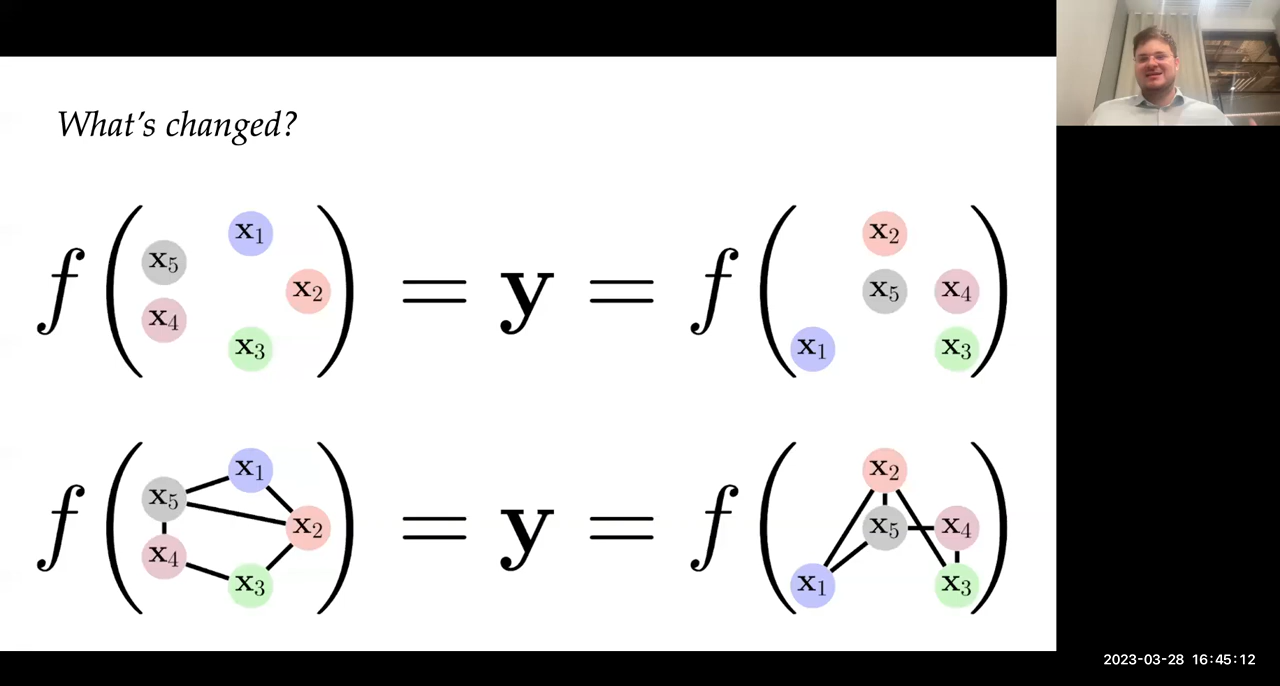 What's changed?
f ( x₁ x₅ x₂ x₄ x₃ ) = y = f ( x₂ x₅ x₄ x₁ x₃ )
f ( x₁ x₅ x₂ x₄ x₃ ) = y = f ( x₂ x₅ x₄ x₁ x₃ )
2023-03-28 16:45:12